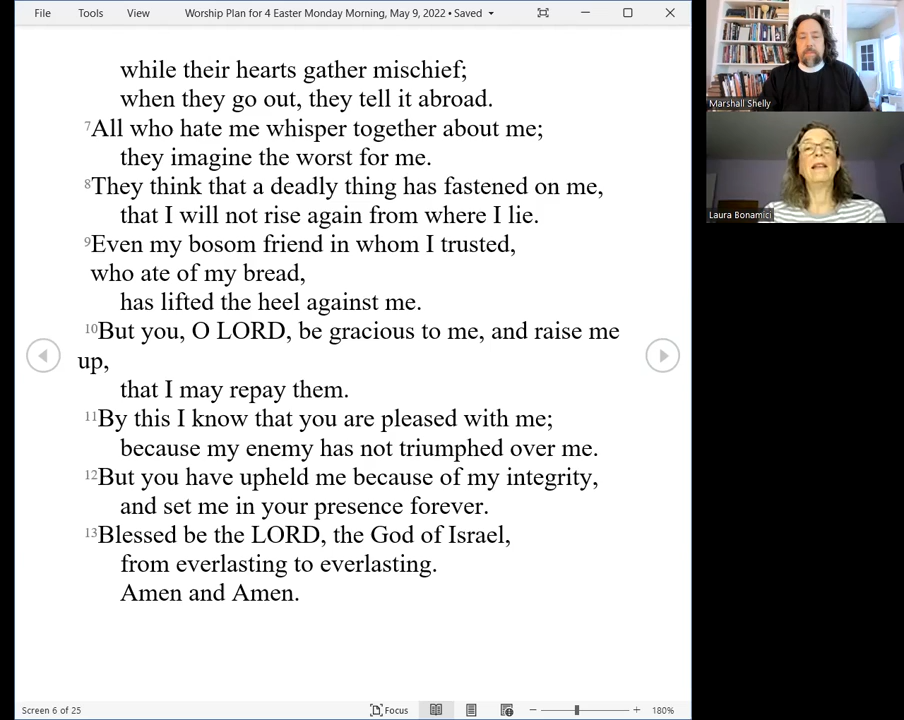 File Tools View Worship Plan for 4 Easter Monday Morning, May 9, 2022 • Saved
while their hearts gather mischief;
when they go out, they tell it abroad.
7All who hate me whisper together about me;
they imagine the worst for me.
8They think that a deadly thing has fastened on me,
that I will not rise again from where I lie.
9Even my bosom friend in whom I trusted,
who ate of my bread,
has lifted the heel against me.
10But you, O LORD, be gracious to me, and raise me
up,
that I may repay them.
11By this I know that you are pleased with me;
because my enemy has not triumphed over me.
12But you have upheld me because of my integrity,
and set me in your presence forever.
13Blessed be the LORD, the God of Israel,
from everlasting to everlasting.
Amen and Amen.
Screen 6 of 25 Focus 180%
Marshall Shelly
Laura Bonamici